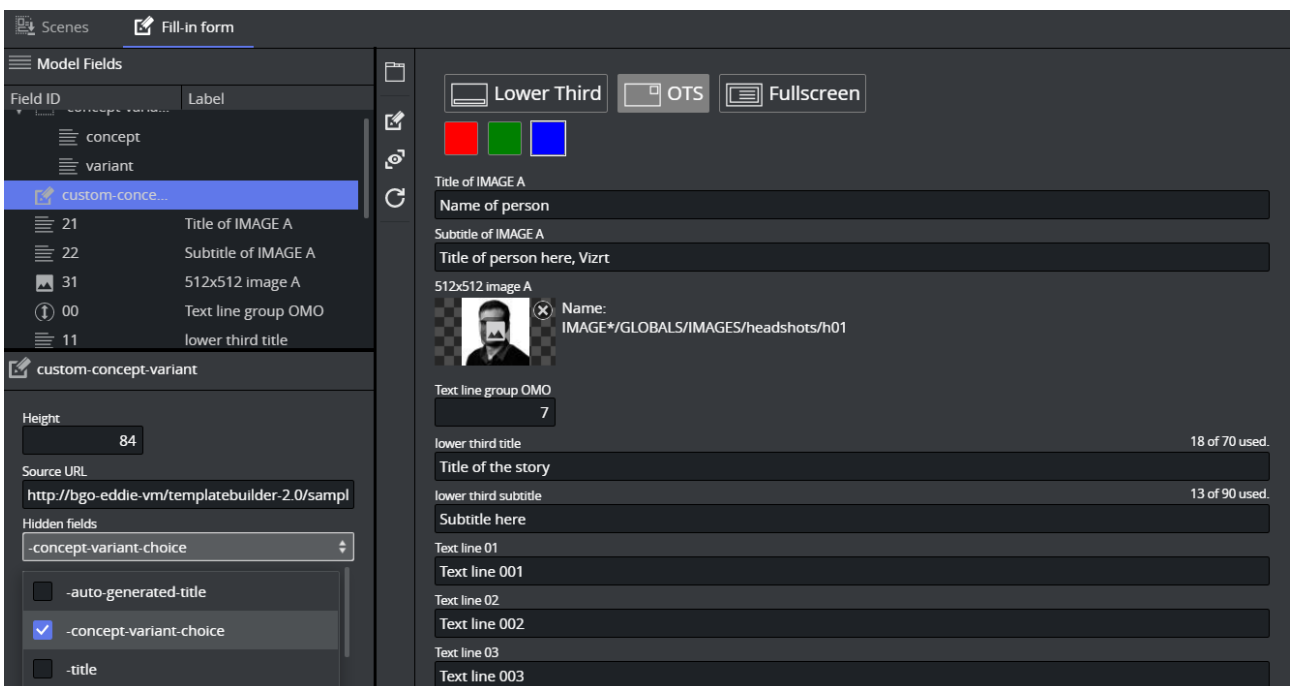 Scenes
Fill-in form
Model Fields
Field ID Label
concept-varia...
concept
variant
custom-conce...
21 Title of IMAGE A
22 Subtitle of IMAGE A
31 512x512 image A
00 Text line group OMO
11 lower third title
custom-concept-variant
Height
84
Source URL
http://bgo-eddie-vm/templatebuilder-2.0/sampl
Hidden fields
-concept-variant-choice
-auto-generated-title
-concept-variant-choice
-title
Lower Third OTS Fullscreen
Title of IMAGE A
Name of person
Subtitle of IMAGE A
Title of person here, Vizrt
512x512 image A
Name:
IMAGE*/GLOBALS/IMAGES/headshots/h01
Text line group OMO
7
lower third title 18 of 70 used.
Title of the story
lower third subtitle 13 of 90 used.
Subtitle here
Text line 01
Text line 001
Text line 02
Text line 002
Text line 03
Text line 003